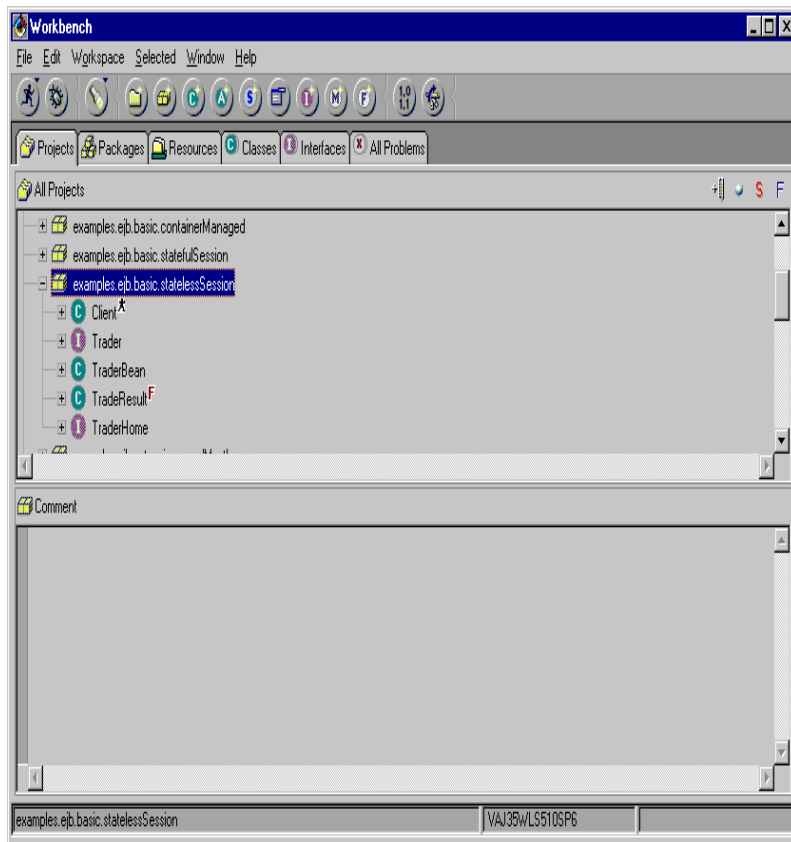 Workbench
File Edit Workspace Selected Window Help
C A S I M F 1.0 1.1
Projects Packages Resources C Classes I Interfaces X All Problems
All Projects S F
examples.ejb.basic.containerManaged
examples.ejb.basic.statefulSession
examples.ejb.basic.statelessSession
C Client
I Trader
C TraderBean
C TradeResult F
I TraderHome
Comment
examples.ejb.basic.statelessSession VAJ35WLS510SP6